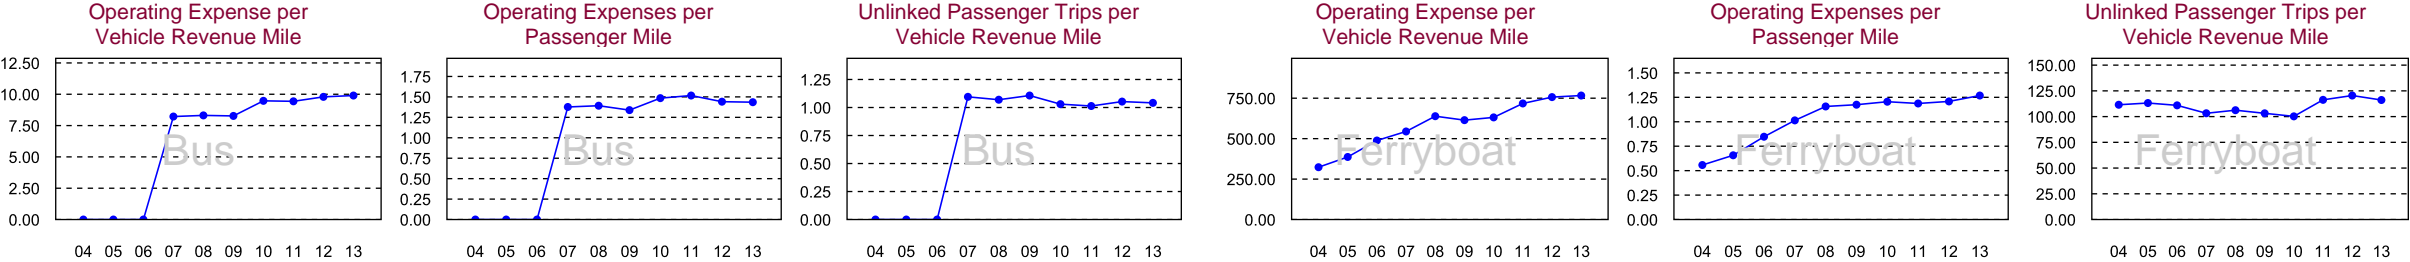 Operating Expense per
Vehicle Revenue Mile
12.50
10.00
7.50
5.00
2.50
0.00
Bus
04 05 06 07 08 09 10 11 12 13
Operating Expenses per
Passenger Mile
1.75
1.50
1.25
1.00
0.75
0.50
0.25
0.00
Bus
04 05 06 07 08 09 10 11 12 13
Unlinked Passenger Trips per
Vehicle Revenue Mile
1.25
1.00
0.75
0.50
0.25
0.00
Bus
04 05 06 07 08 09 10 11 12 13
Operating Expense per
Vehicle Revenue Mile
750.00
500.00
250.00
0.00
Ferryboat
04 05 06 07 08 09 10 11 12 13
Operating Expenses per
Passenger Mile
1.50
1.25
1.00
0.75
0.50
0.25
0.00
Ferryboat
04 05 06 07 08 09 10 11 12 13
Unlinked Passenger Trips per
Vehicle Revenue Mile
150.00
125.00
100.00
75.00
50.00
25.00
0.00
Ferryboat
04 05 06 07 08 09 10 11 12 13